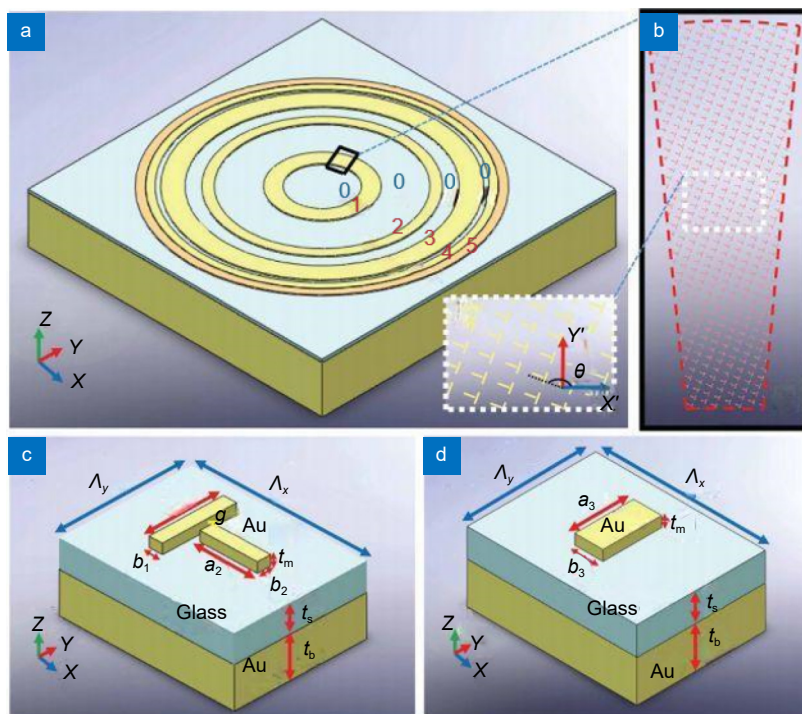 a
b
0
0
0
0
1
2
3
4
5
Z
Y
X
Y′
θ
X′
c
Λy
Λx
g
Au
b1
a2
tm
b2
Glass
ts
tb
Au
Z
Y
X
d
Λy
Λx
a3
Au
tm
b3
Glass
ts
tb
Au
Z
Y
X